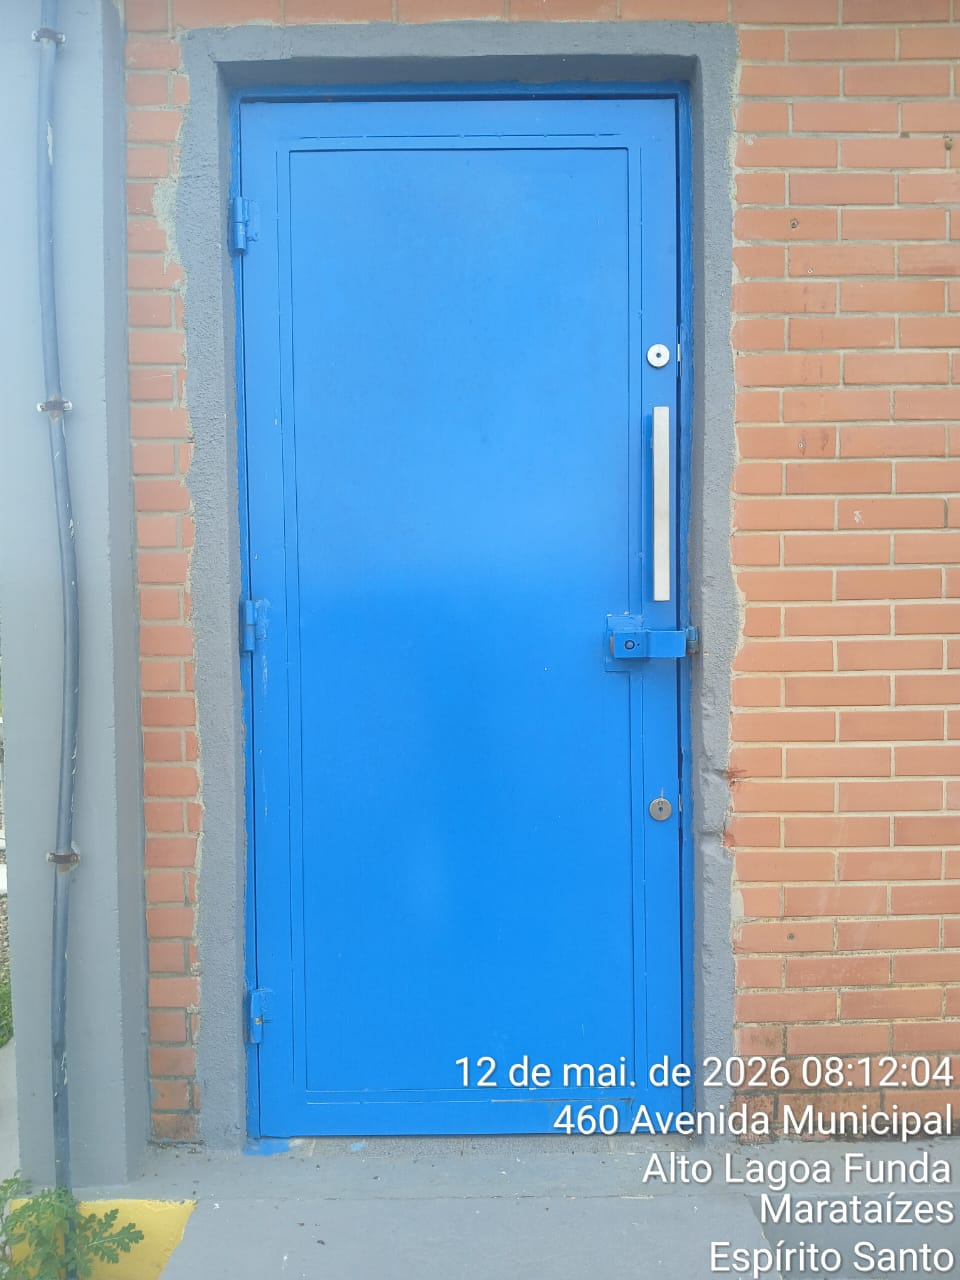 12 de mai. de 2026 08:12:04
460 Avenida Municipal
Alto Lagoa Funda
Marataízes
Espírito Santo